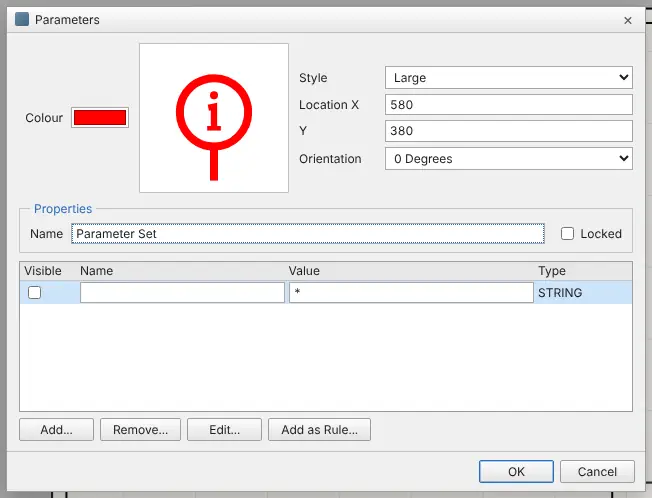 Parameters
Colour
i
Style Large
Location X 580
Y 380
Orientation 0 Degrees
Properties
Name Parameter Set Locked
Visible Name Value Type
* STRING
Add... Remove... Edit... Add as Rule...
OK Cancel